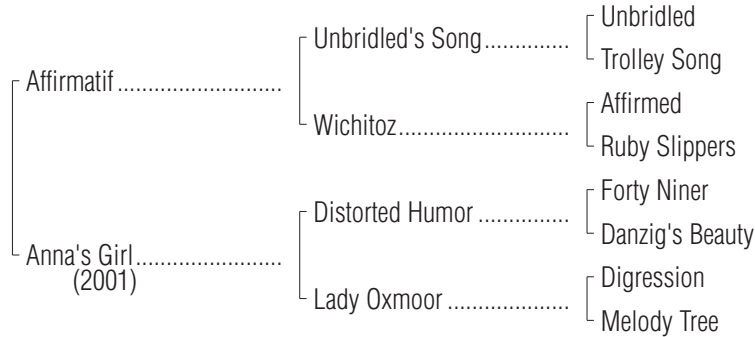 Unbridled
Unbridled's Song...............
Trolley Song
Affirmatif...........................
Affirmed
Wichitoz............................
Ruby Slippers
Forty Niner
Distorted Humor ...............
Danzig's Beauty
Anna's Girl........................
(2001)
Digression
Lady Oxmoor ....................
Melody Tree